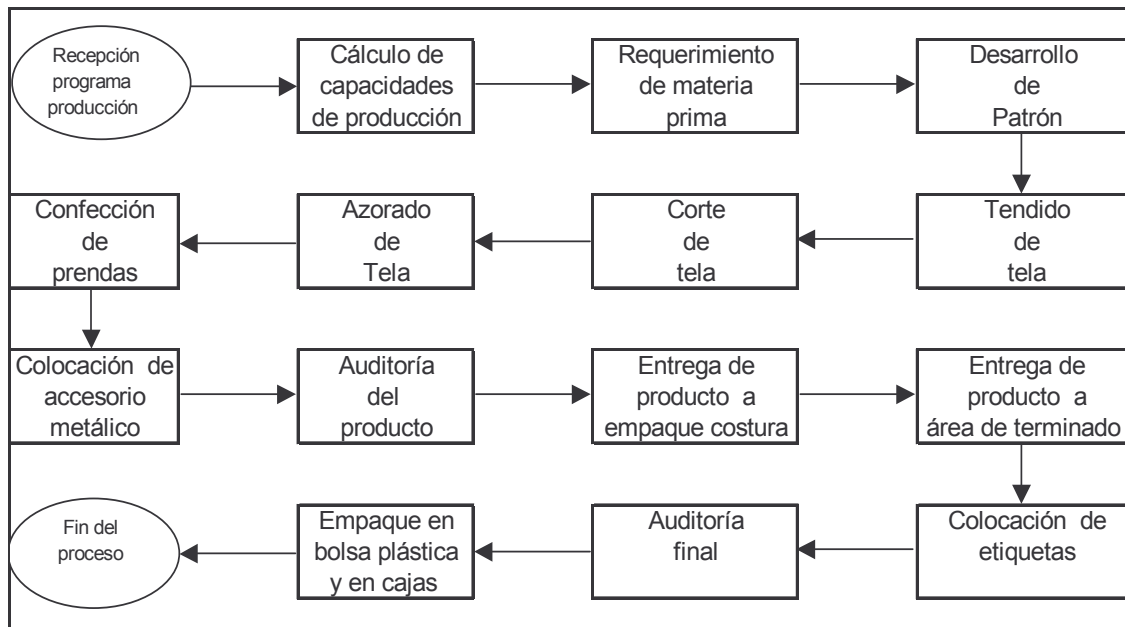 Recepción
programa
producción
Cálculo de
capacidades
de producción
Requerimiento
de materia
prima
Desarrollo
de
Patrón
Tendido
de
tela
Corte
de
tela
Azorado
de
Tela
Confección
de
prendas
Colocación de
accesorio
metálico
Auditoría
del
producto
Entrega de
producto a
empaque costura
Entrega de
producto a
área de terminado
Colocación de
etiquetas
Auditoría
final
Empaque en
bolsa plástica
y en cajas
Fin del
proceso